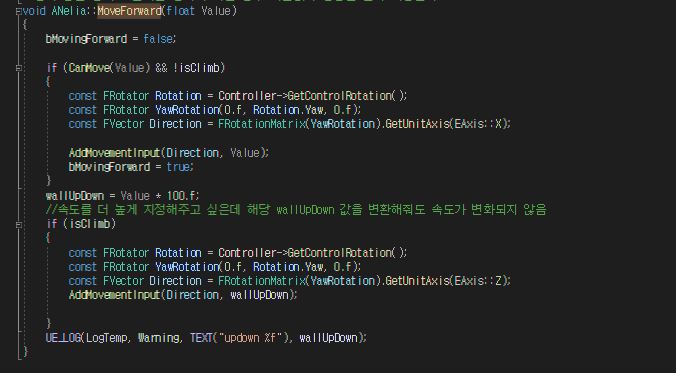 void ANelia::MoveForward(float Value)
{
bMovingForward = false;
if (CanMove(Value) && !isClimb)
{
const FRotator Rotation = Controller->GetControlRotation();
const FRotator YawRotation(0.f, Rotation.Yaw, 0.f);
const FVector Direction = FRotationMatrix(YawRotation).GetUnitAxis(EAxis::X);
AddMovementInput(Direction, Value);
bMovingForward = true;
}
wallUpDown = Value * 100.f;
//속도를 더 높게 지정해주고 싶은데 해당 wallUpDown 값을 변환해줘도 속도가 변화되지 않음
if (isClimb)
{
const FRotator Rotation = Controller->GetControlRotation();
const FRotator YawRotation(0.f, Rotation.Yaw, 0.f);
const FVector Direction = FRotationMatrix(YawRotation).GetUnitAxis(EAxis::Z);
AddMovementInput(Direction, wallUpDown);
}
UE_LOG(LogTemp, Warning, TEXT("updown %f"), wallUpDown);
}